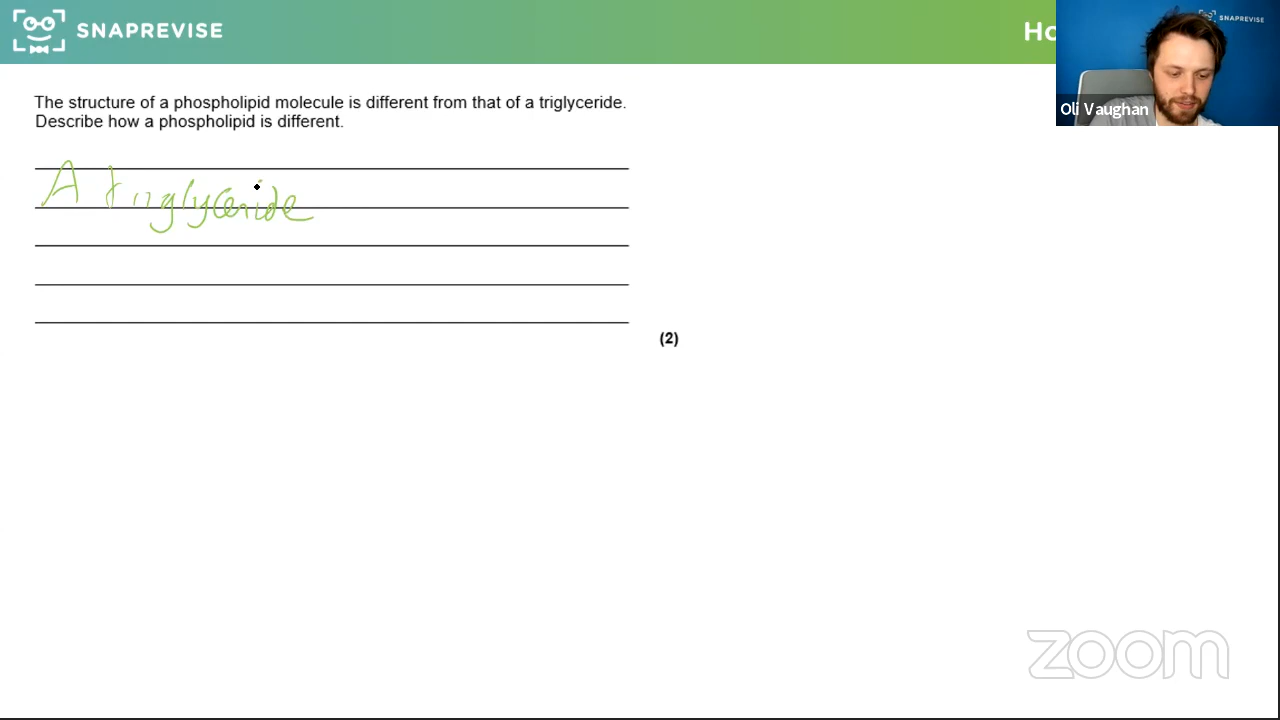 SNAPREVISE
SNAPREVISE
Oli Vaughan
The structure of a phospholipid molecule is different from that of a triglyceride.
Describe how a phospholipid is different.
A triglyceride
(2)
zoom